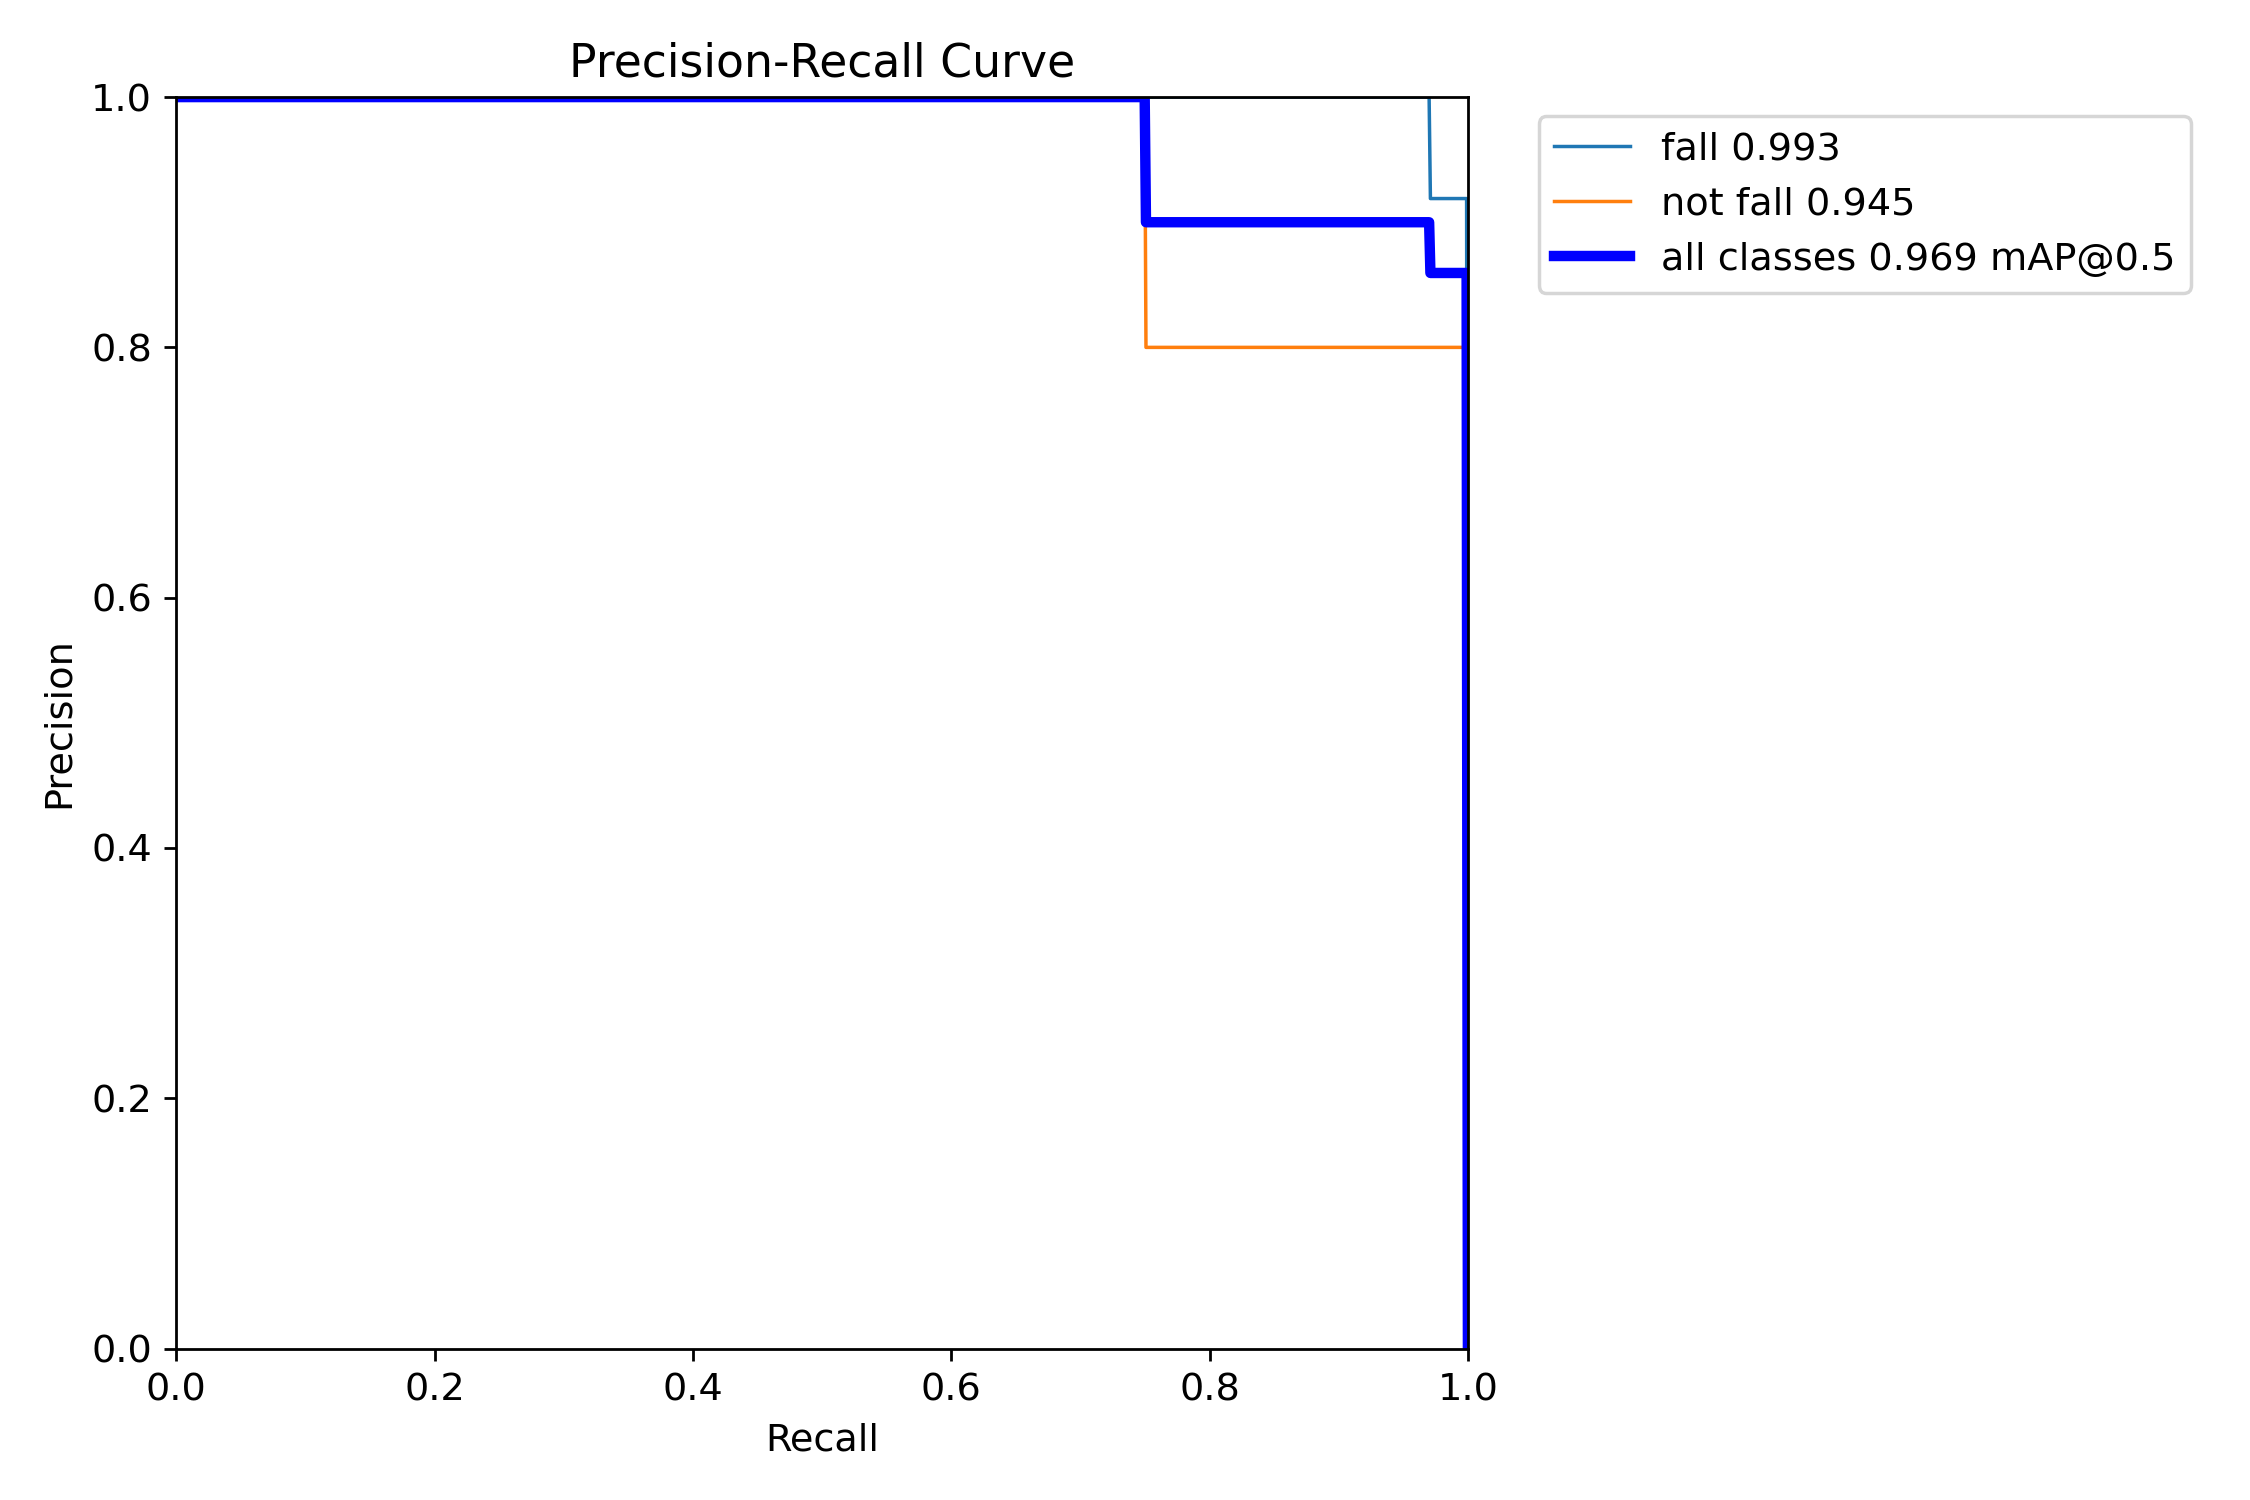 Precision-Recall Curve
1.0
0.8
0.6
0.4
0.2
0.0
Precision
0.0 0.2 0.4 0.6 0.8 1.0
Recall
fall 0.993
not fall 0.945
all classes 0.969 mAP@0.5